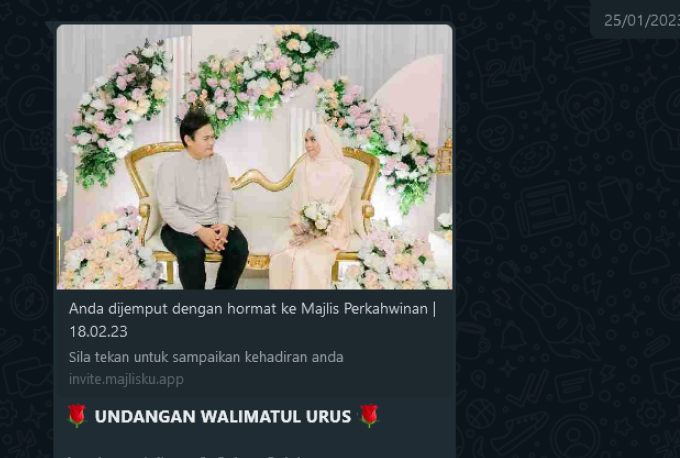 25/01/2023
Anda dijemput dengan hormat ke Majlis Perkahwinan |
18.02.23
Sila tekan untuk sampaikan kehadiran anda
invite.majlisku.app
🌹 UNDANGAN WALIMATUL URUS 🌹